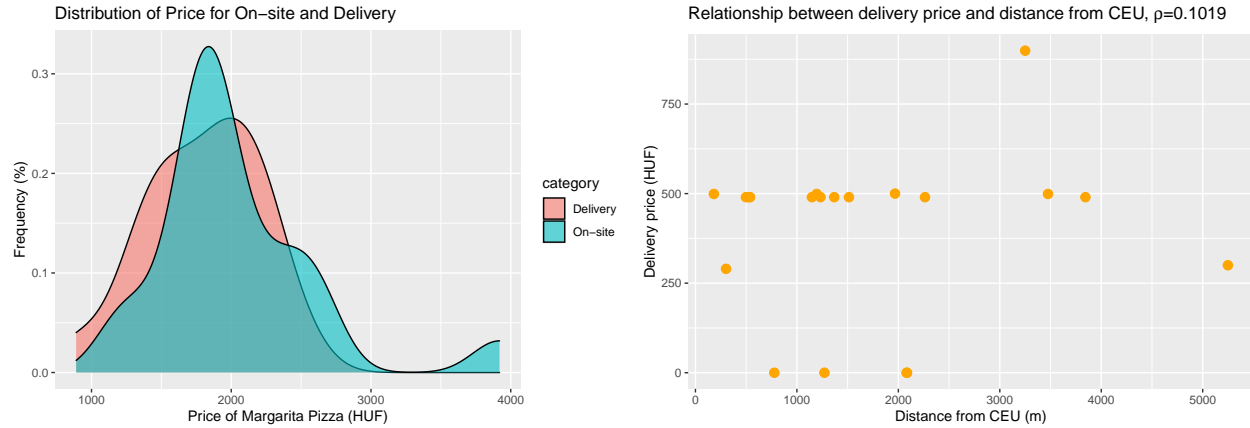 Distribution of Price for On−site and Delivery
Frequency (%)
0.3
0.2
0.1
0.0
1000 2000 3000 4000
Price of Margarita Pizza (HUF)
category
Delivery
On−site
Relationship between delivery price and distance from CEU, ρ=0.1019
Delivery price (HUF)
750
500
250
0
0 1000 2000 3000 4000 5000
Distance from CEU (m)